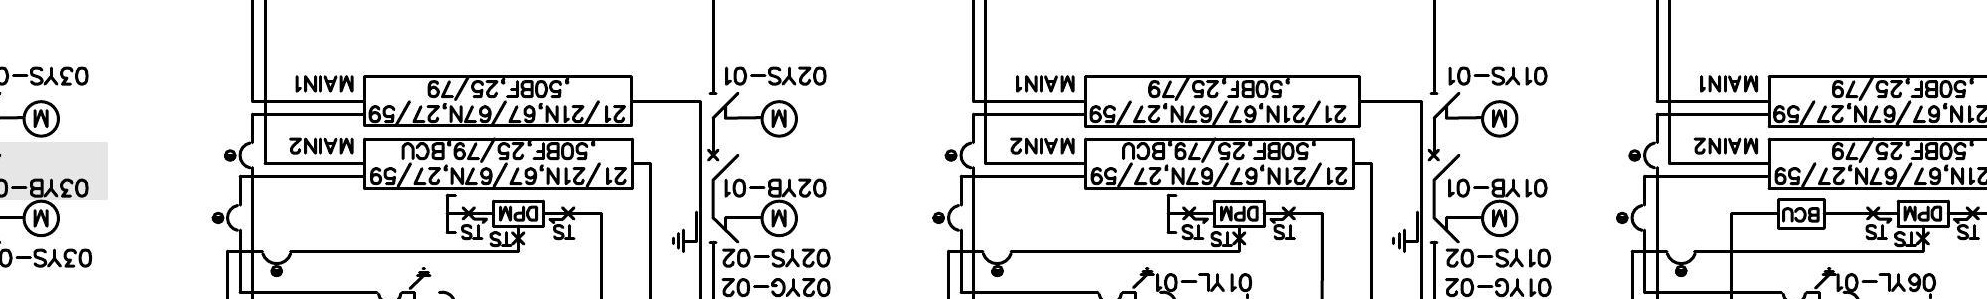 06YL-01
TS
TS
TS
DPM
BCU
21N,67/67N,27/59
,50BF,25/79
MAIN2
21N,67/67N,27/59
,50BF,25/79
MAIN1
01YG-02
01YS-02
M
01YB-01
M
01YS-01
01YL-01
TS
TS
TS
DPM
21/21N,67/67N,27/59
,50BF,25/79,BCU
MAIN2
21/21N,67/67N,27/59
,50BF,25/79
MAIN1
02YG-02
02YS-02
M
02YB-01
M
02YS-01
TS
TS
TS
DPM
21/21N,67/67N,27/59
,50BF,25/79,BCU
MAIN2
21/21N,67/67N,27/59
,50BF,25/79
MAIN1
03YS-0
M
03YB-0
M
03YS-0